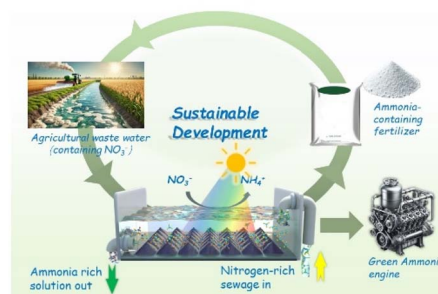 Sustainable
Development
Agricultural waste water
(containing NO₃⁻)
Ammonia-
containing
fertilizer
NO₃⁻
NH₄⁻
Green Ammoni
engine
Ammonia rich
solution out
Nitrogen-rich
sewage in